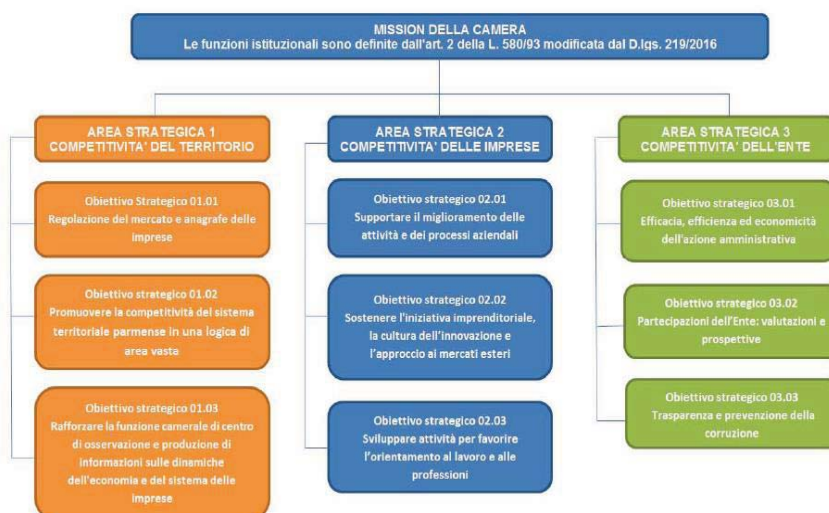 MISSION DELLA CAMERA
Le funzioni istituzionali sono definite dall'art. 2 della L. 580/93 modificata dal D.lgs. 219/2016
AREA STRATEGICA 1
COMPETITIVITA' DEL TERRITORIO
Obiettivo Strategico 01.01
Regolazione del mercato e anagrafe delle
imprese
Obiettivo strategico 01.02
Promuovere la competitività del sistema
territoriale parmense in una logica di
area vasta
Obiettivo strategico 01.03
Rafforzare la funzione camerale di centro
di osservazione e produzione di
informazioni sulle dinamiche
dell'economia e del sistema delle
imprese
AREA STRATEGICA 2
COMPETITIVITA' DELLE IMPRESE
Obiettivo strategico 02.01
Supportare il miglioramento delle
attività e dei processi aziendali
Obiettivo strategico 02.02
Sostenere l'iniziativa imprenditoriale,
la cultura dell'innovazione e
l'approccio ai mercati esteri
Obiettivo strategico 02.03
Sviluppare attività per favorire
l'orientamento al lavoro e alle
professioni
AREA STRATEGICA 3
COMPETITIVITA' DELL'ENTE
Obiettivo strategico 03.01
Efficacia, efficienza ed economicità
dell'azione amministrativa
Obiettivo strategico 03.02
Partecipazioni dell'Ente: valutazioni e
prospettive
Obiettivo strategico 03.03
Trasparenza e prevenzione della
corruzione